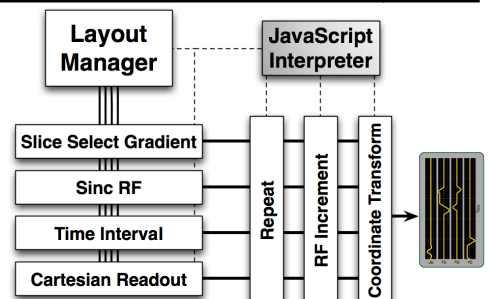 Layout
Manager
JavaScript
Interpreter
Slice Select Gradient
Sinc RF
Time Interval
Cartesian Readout
Repeat
RF Increment
Coordinate Transform